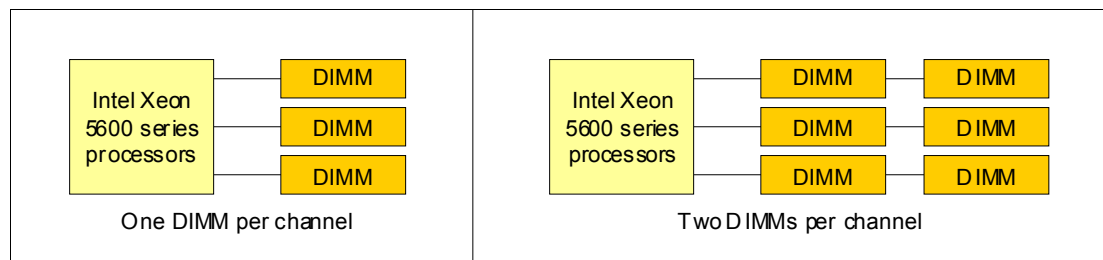 Intel Xeon
5600 series
processors
DIMM
DIMM
DIMM
One DIMM per channel
Intel Xeon
5600 series
processors
DIMM
DIMM
DIMM
DIMM
DIMM
DIMM
Two DIMMs per channel